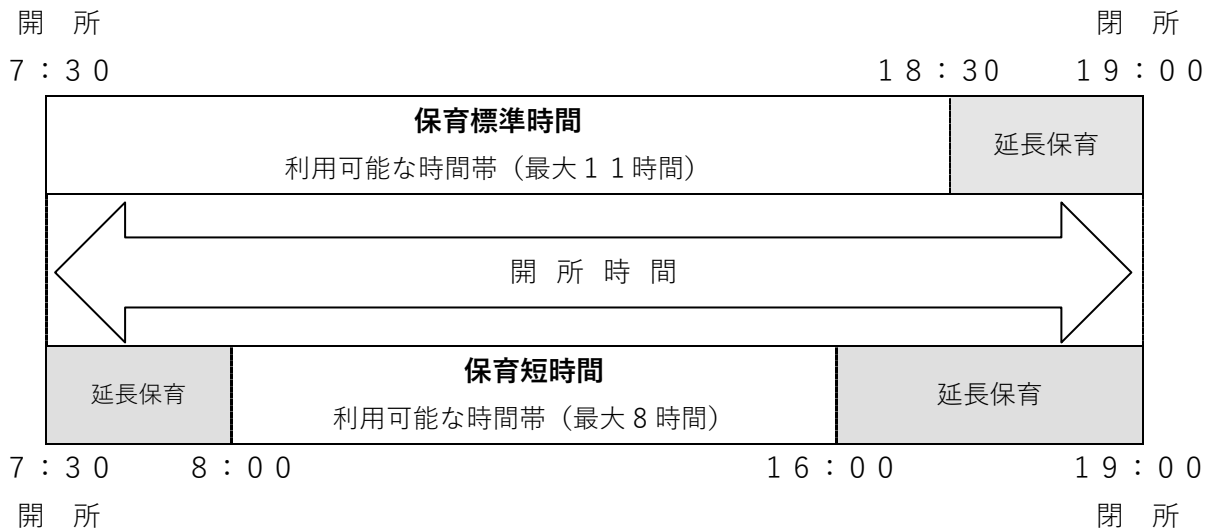 開　所　閉　所
７：３０　１８：３０　１９：００
保育標準時間
利用可能な時間帯（最大１１時間）
延長保育
開 所 時 間
延長保育
保育短時間
利用可能な時間帯（最大８時間）
延長保育
７：３０　８：００　１６：００　１９：００
開　所　閉　所